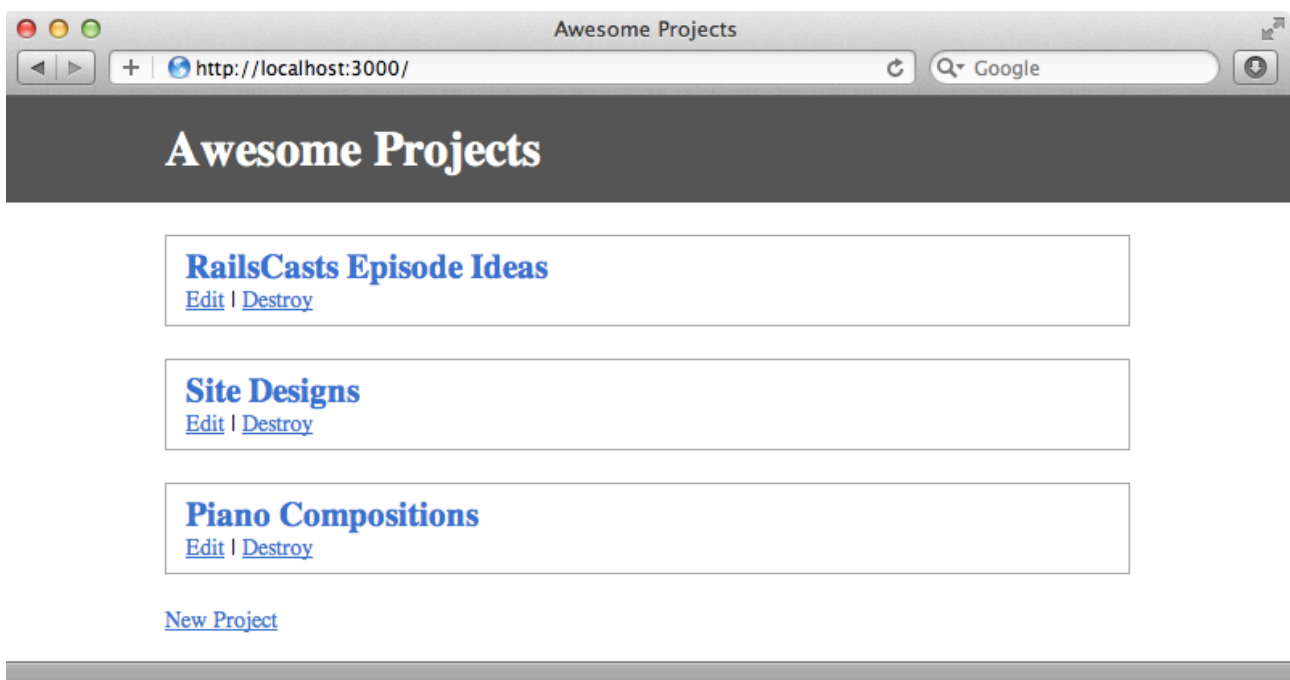 Awesome Projects
http://localhost:3000/
Google
Awesome Projects
RailsCasts Episode Ideas
Edit | Destroy
Site Designs
Edit | Destroy
Piano Compositions
Edit | Destroy
New Project